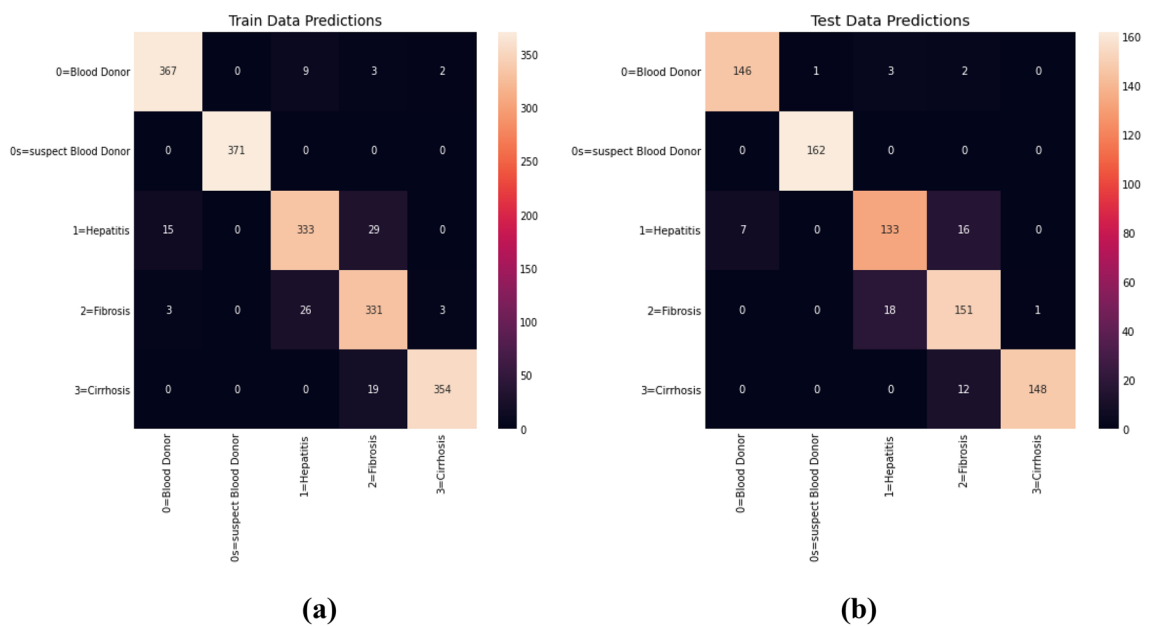 Train Data Predictions
0=Blood Donor 367 0 9 3 2
0s=suspect Blood Donor 0 371 0 0 0
1=Hepatitis 15 0 333 29 0
2=Fibrosis 3 0 26 331 3
3=Cirrhosis 0 0 0 19 354
0=Blood Donor
0s=suspect Blood Donor
1=Hepatitis
2=Fibrosis
3=Cirrhosis
350
300
250
200
150
100
50
0
(a)
Test Data Predictions
0=Blood Donor 146 1 3 2 0
0s=suspect Blood Donor 0 162 0 0 0
1=Hepatitis 7 0 133 16 0
2=Fibrosis 0 0 18 151 1
3=Cirrhosis 0 0 0 12 148
0=Blood Donor
0s=suspect Blood Donor
1=Hepatitis
2=Fibrosis
3=Cirrhosis
160
140
120
100
80
60
40
20
0
(b)